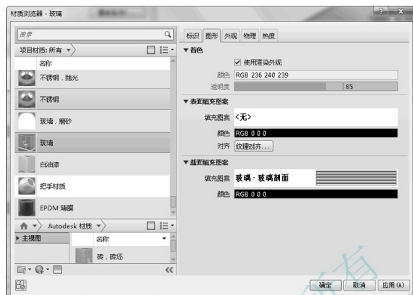 材质浏览器 - 玻璃
搜索
项目材质: 所有
名称
不锈钢，抛光
不锈钢
玻璃，磨砂
玻璃
白油漆
把手材质
EPDM 薄膜
Autodesk 材质
主视图
名称
瓷，瓷坯
标识 图形 外观 物理 热度
▼着色
使用渲染外观
颜色 RGB 236 240 239
透明度 85
▼表面填充图案
填充图案 <无>
颜色 RGB 0 0 0
对齐 纹理对齐...
▼截面填充图案
填充图案 玻璃 - 玻璃剖面
颜色 RGB 0 0 0
确定 取消 应用(A)
所有